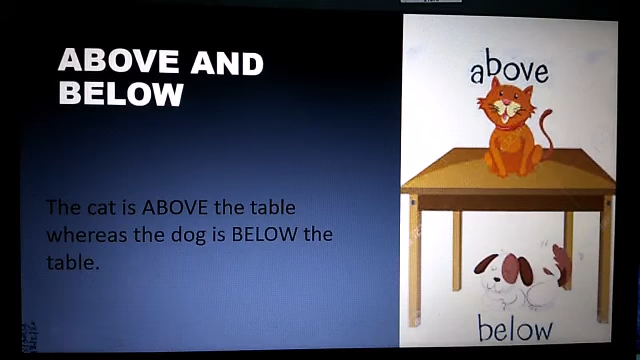 ABOVE AND
BELOW
The cat is ABOVE the table
whereas the dog is BELOW the
table.
above
below